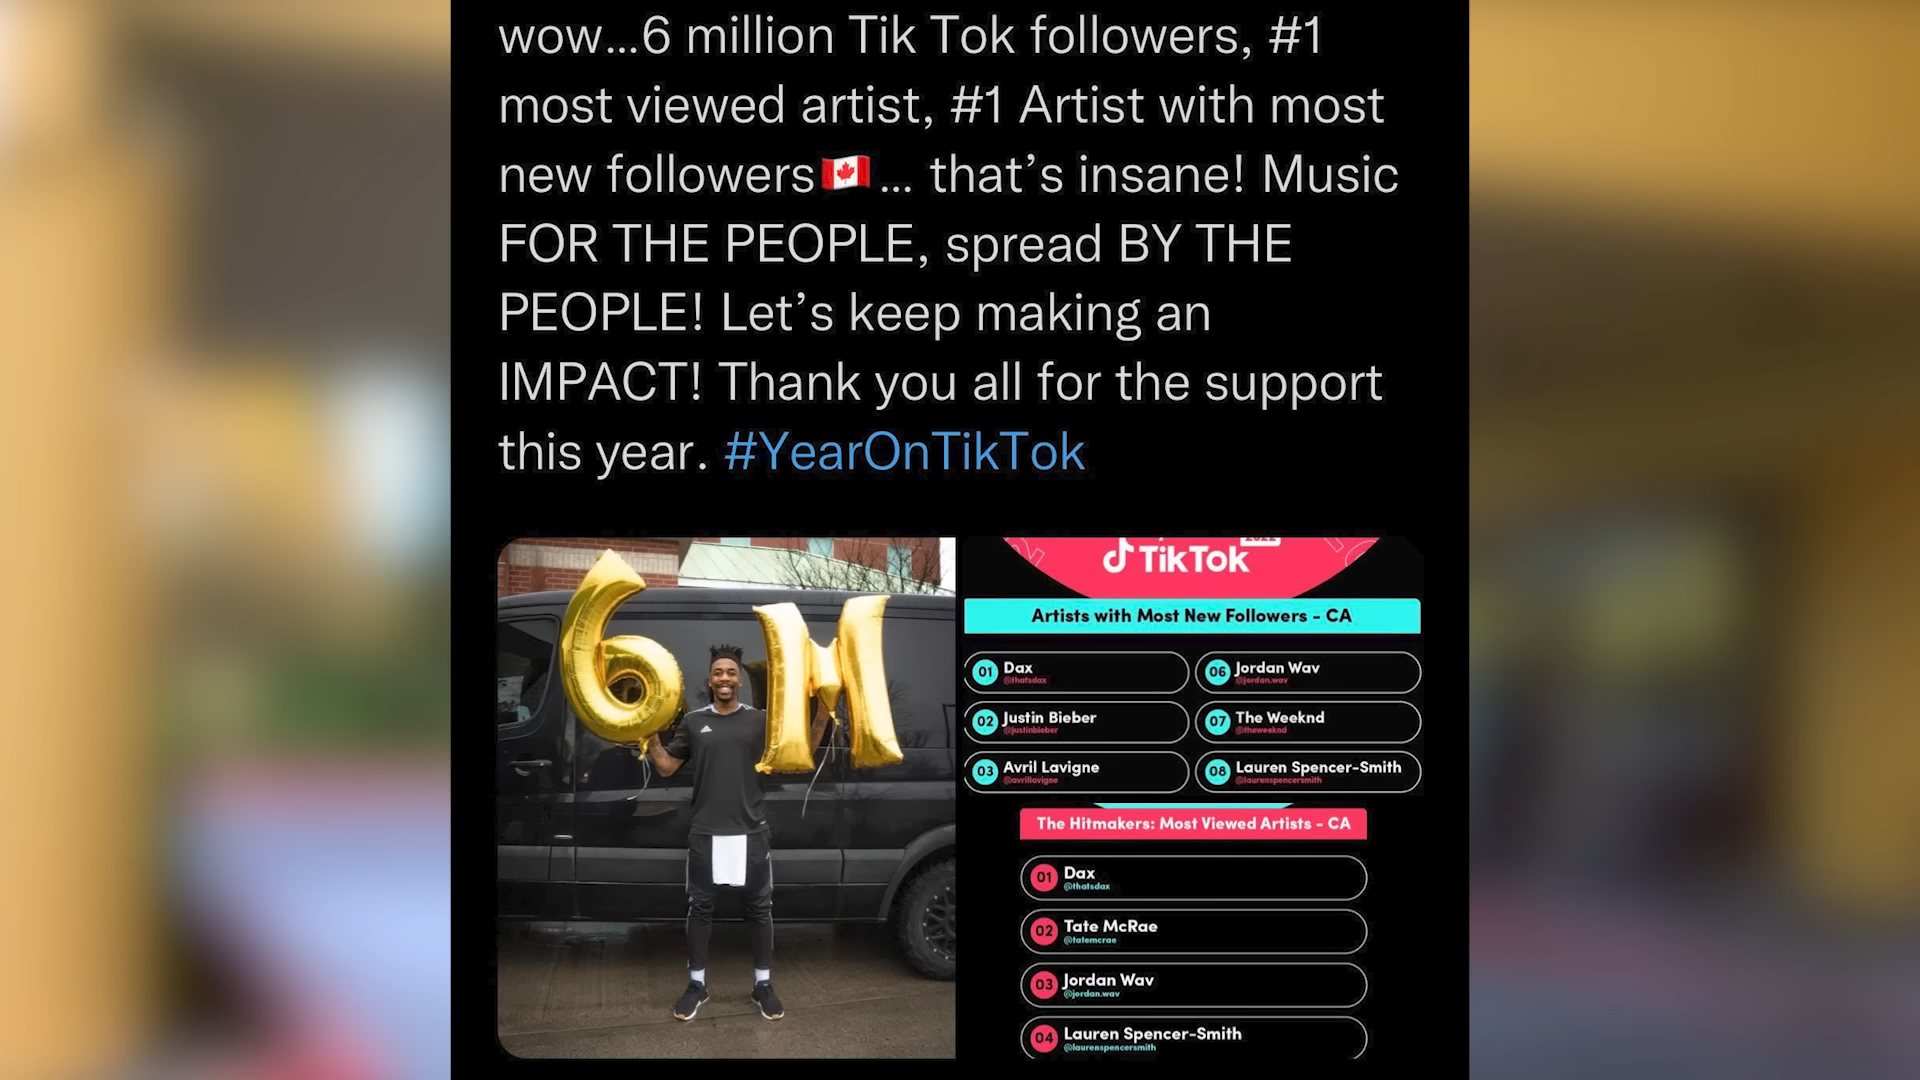 wow...6 million Tik Tok followers, #1
most viewed artist, #1 Artist with most
new followers🇨🇦... that's insane! Music
FOR THE PEOPLE, spread BY THE
PEOPLE! Let's keep making an
IMPACT! Thank you all for the support
this year. #YearOnTikTok
6 M
2022
TikTok
Artists with Most New Followers - CA
01 Dax
@thatsdax
02 Justin Bieber
@justinbieber
03 Avril Lavigne
@avrillavigne
06 Jordan Wav
@jordan.wav
07 The Weeknd
@theweeknd
08 Lauren Spencer-Smith
@laurenspencersmith
The Hitmakers: Most Viewed Artists - CA
01 Dax
@thatsdax
02 Tate McRae
@tatemcrae
03 Jordan Wav
@jordan.wav
04 Lauren Spencer-Smith
@laurenspencersmith